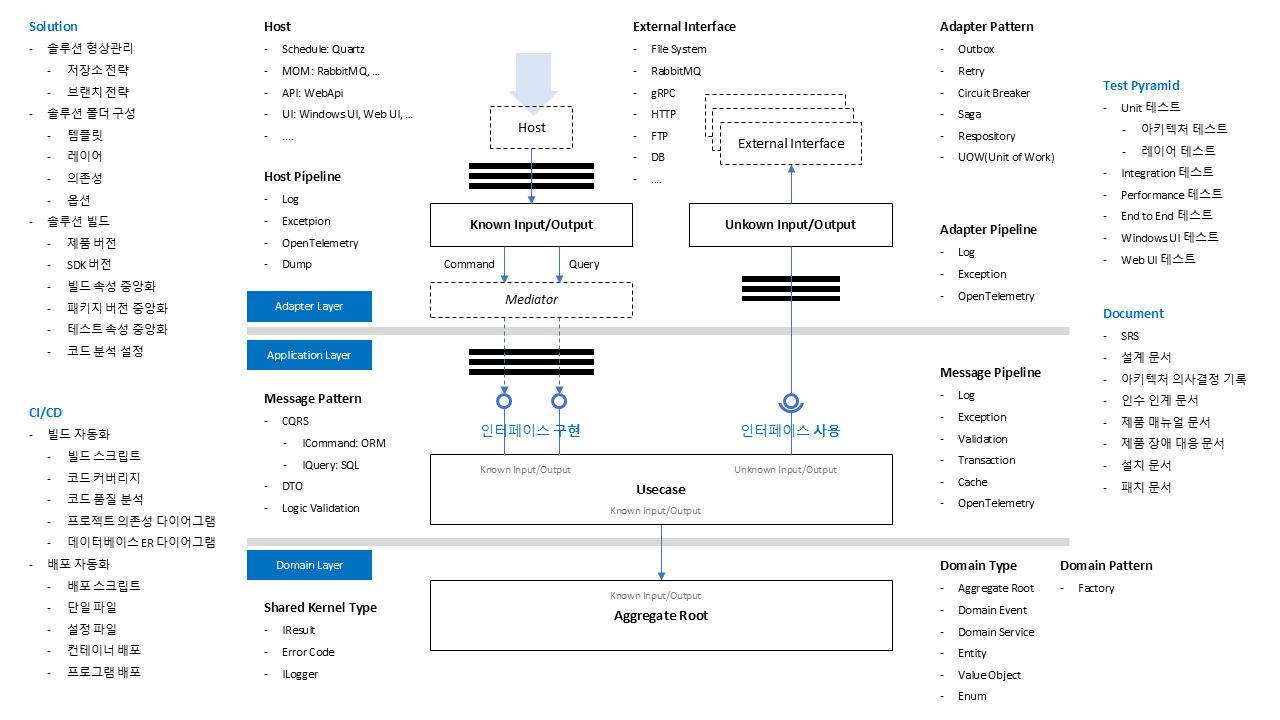 Solution
- 솔루션 형상관리
- 저장소 전략
- 브랜치 전략
- 솔루션 폴더 구성
- 템플릿
- 레이어
- 의존성
- 옵션
- 솔루션 빌드
- 제품 버전
- SDK 버전
- 빌드 속성 중앙화
- 패키지 버전 중앙화
- 테스트 속성 중앙화
- 코드 분석 설정
CI/CD
- 빌드 자동화
- 빌드 스크립트
- 코드 커버리지
- 코드 품질 분석
- 프로젝트 의존성 다이어그램
- 데이터베이스 ER 다이어그램
- 배포 자동화
- 배포 스크립트
- 단일 파일
- 설정 파일
- 컨테이너 배포
- 프로그램 배포
Host
- Schedule: Quartz
- MOM: RabbitMQ, ...
- API: WebApi
- UI: Windows UI, Web UI, ...
- ....
Host Pipeline
- Log
- Excetpion
- OpenTelemetry
- Dump
Adapter Layer
Application Layer
Message Pattern
- CQRS
- ICommand: ORM
- IQuery: SQL
- DTO
- Logic Validation
Domain Layer
Shared Kernel Type
- IResult
- Error Code
- ILogger
Host
Known Input/Output
Command
Query
Mediator
인터페이스 구현
External Interface
- File System
- RabbitMQ
- gRPC
- HTTP
- FTP
- DB
- ....
External Interface
Unkown Input/Output
인터페이스 사용
Known Input/Output
Unknown Input/Output
Usecase
Known Input/Output
Known Input/Output
Aggregate Root
Adapter Pattern
- Outbox
- Retry
- Circuit Breaker
- Saga
- Respository
- UOW(Unit of Work)
Adapter Pipeline
- Log
- Exception
- OpenTelemetry
Message Pipeline
- Log
- Exception
- Validation
- Transaction
- Cache
- OpenTelemetry
Domain Type
- Aggregate Root
- Domain Event
- Domain Service
- Entity
- Value Object
- Enum
Domain Pattern
- Factory
Test Pyramid
- Unit 테스트
- 아키텍처 테스트
- 레이어 테스트
- Integration 테스트
- Performance 테스트
- End to End 테스트
- Windows UI 테스트
- Web UI 테스트
Document
- SRS
- 설계 문서
- 아키텍처 의사결정 기록
- 인수 인계 문서
- 제품 매뉴얼 문서
- 제품 장애 대응 문서
- 설치 문서
- 패치 문서